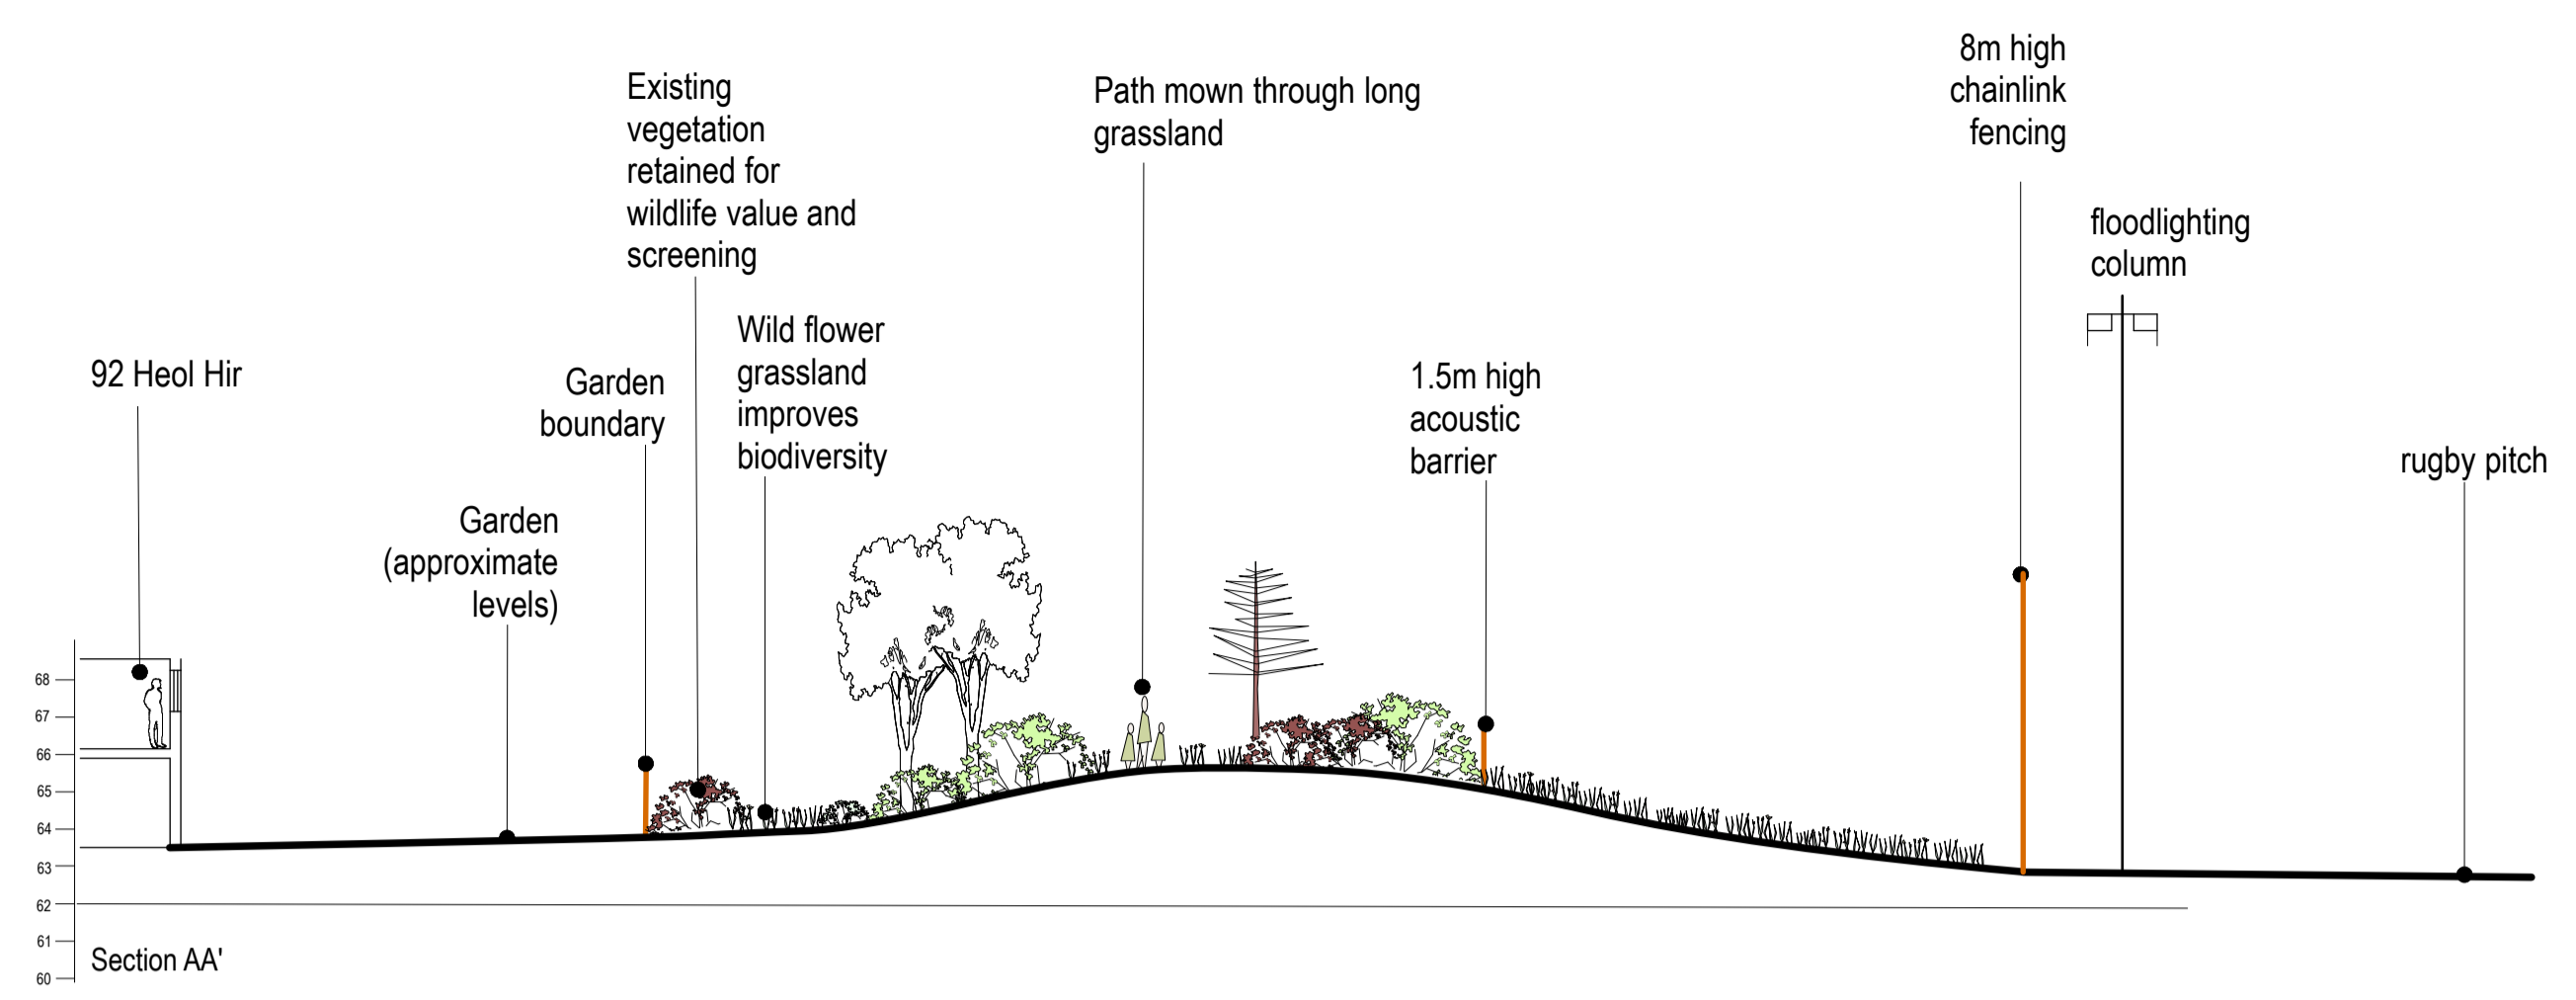 8m high
chainlink
fencing
Existing
vegetation
retained for
wildlife value and
screening
Path mown through long
grassland
floodlighting
column
Wild flower
grassland
improves
biodiversity
92 Heol Hir
Garden
boundary
1.5m high
acoustic
barrier
rugby pitch
Garden
(approximate
levels)
68
67
66
65
64
63
62
61
60
Section AA'